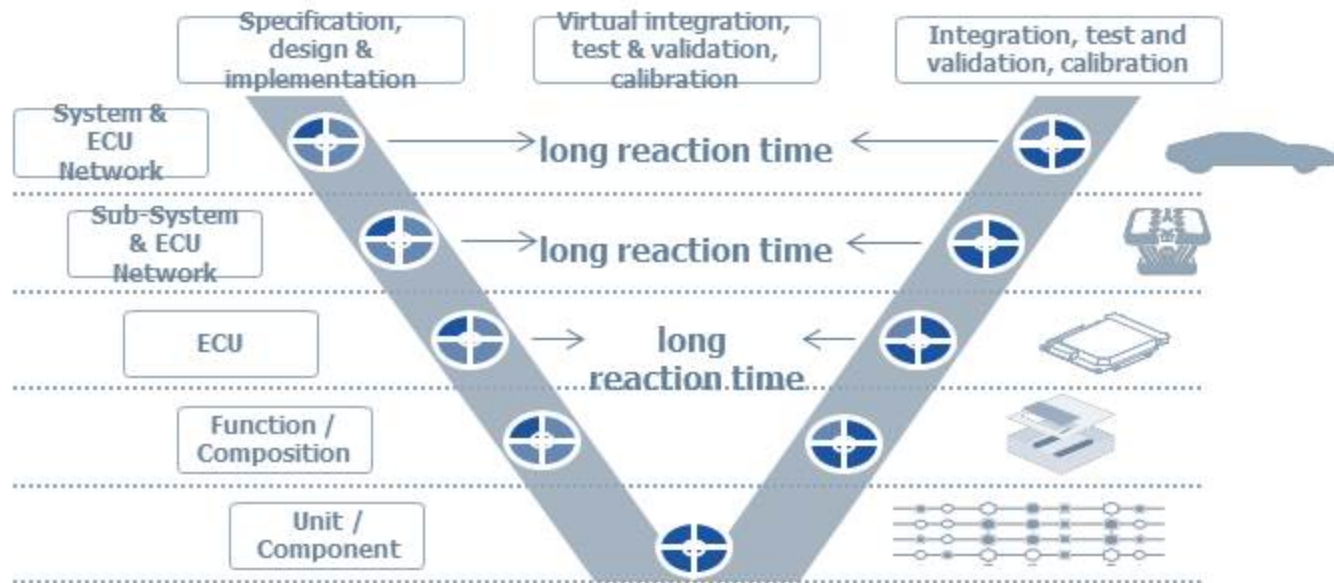 Specification,
design &
implementation
Virtual integration,
test & validation,
calibration
Integration, test and
validation, calibration
System &
ECU
Network
long reaction time
Sub-System
& ECU
Network
long reaction time
ECU
long
reaction time
Function /
Composition
Unit /
Component